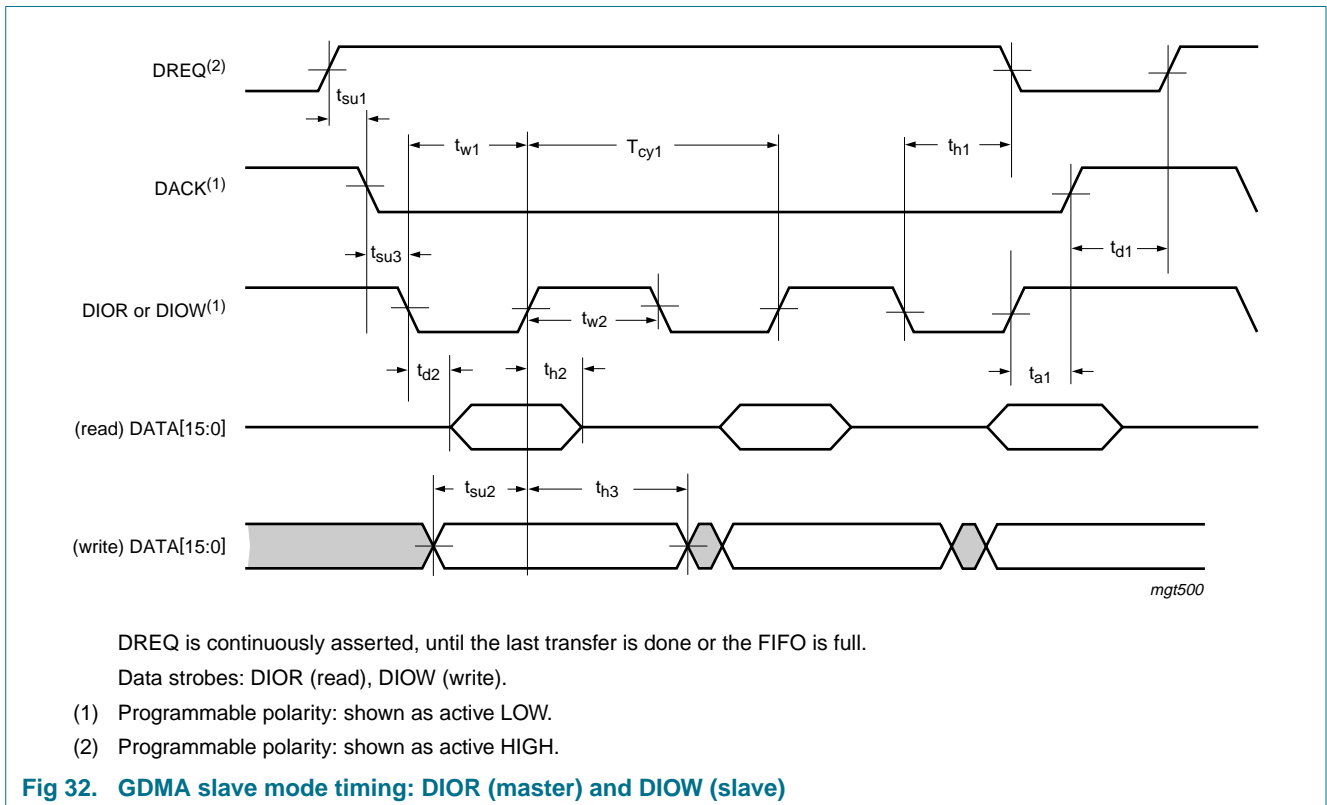 DREQ(2)
tsu1
tw1
Tcy1
th1
DACK(1)
tsu3
td1
DIOR or DIOW(1)
tw2
td2
th2
ta1
(read) DATA[15:0]
tsu2
th3
(write) DATA[15:0]
mgt500
DREQ is continuously asserted, until the last transfer is done or the FIFO is full.
Data strobes: DIOR (read), DIOW (write).
(1) Programmable polarity: shown as active LOW.
(2) Programmable polarity: shown as active HIGH.
Fig 32. GDMA slave mode timing: DIOR (master) and DIOW (slave)